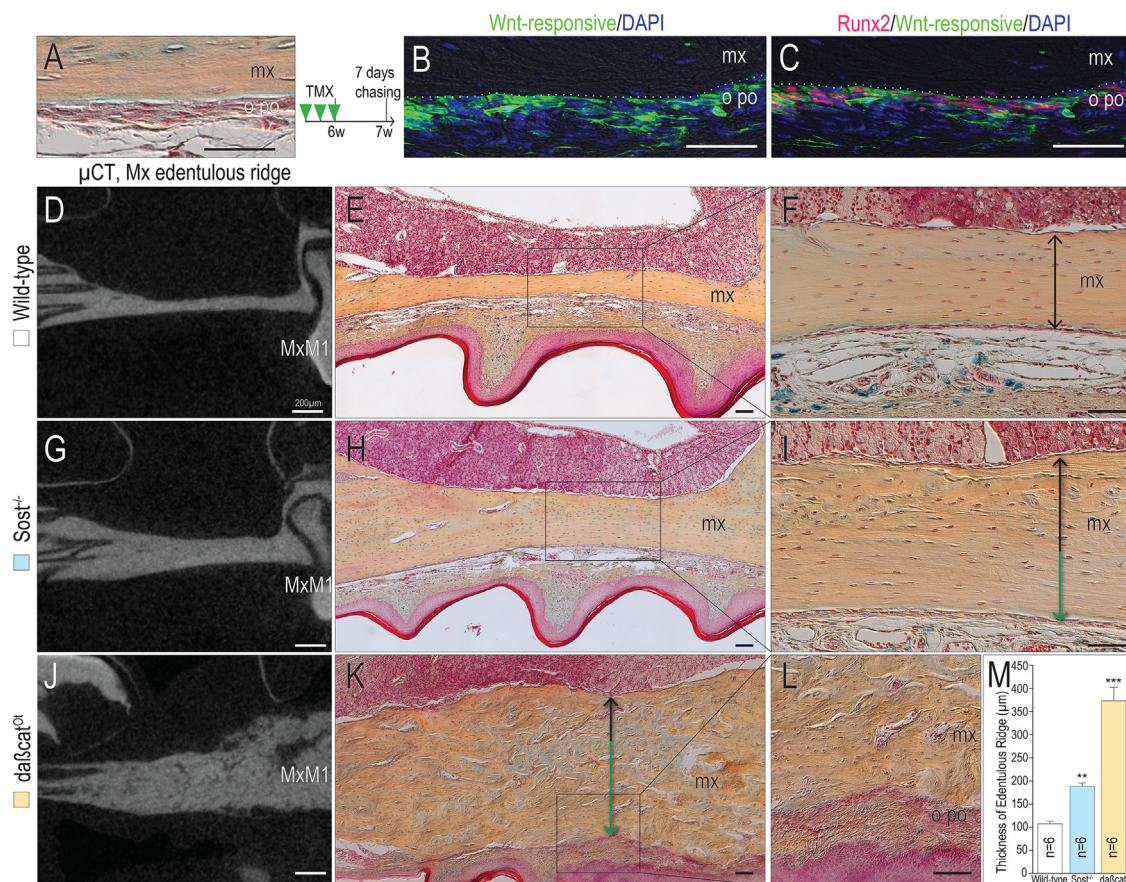 Wnt-responsive/DAPI
Runx2/Wnt-responsive/DAPI
A
mx
o po
TMX
7 days
chasing
6w
7w
B
mx
o po
C
mx
o po
µCT, Mx edentulous ridge
Wild-type
D
MxM1
200µm
E
mx
F
mx
Sost⁻/⁻
G
MxM1
H
mx
I
mx
daßcatᴼᵗ
J
MxM1
K
mx
L
mx
o po
M
Thickness of Edentulous Ridge (µm)
450
400
350
300
250
200
150
100
50
0
**
***
n=6
n=6
n=6
Wild-type
Sost⁻/⁻
daßcat